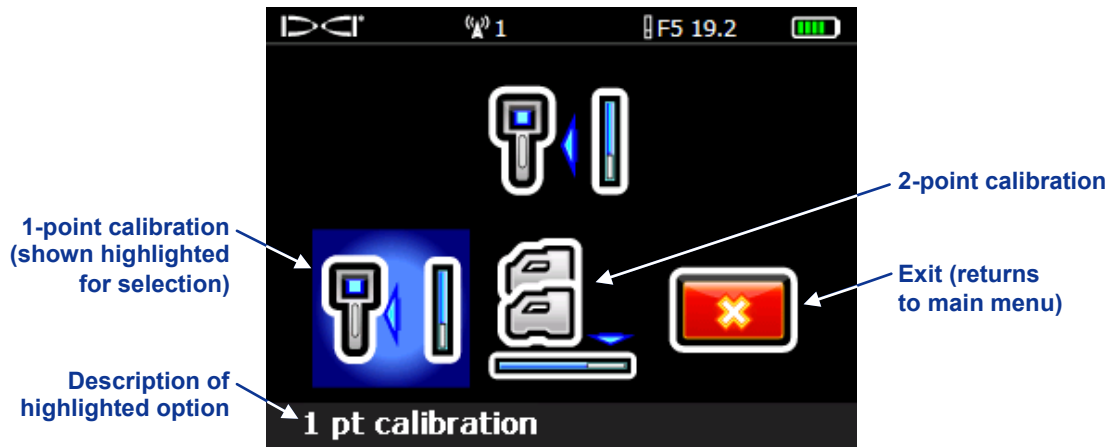 DCI
1
F5 19.2
2-point calibration
1-point calibration
(shown highlighted
for selection)
Exit (returns
to main menu)
Description of
highlighted option
1 pt calibration